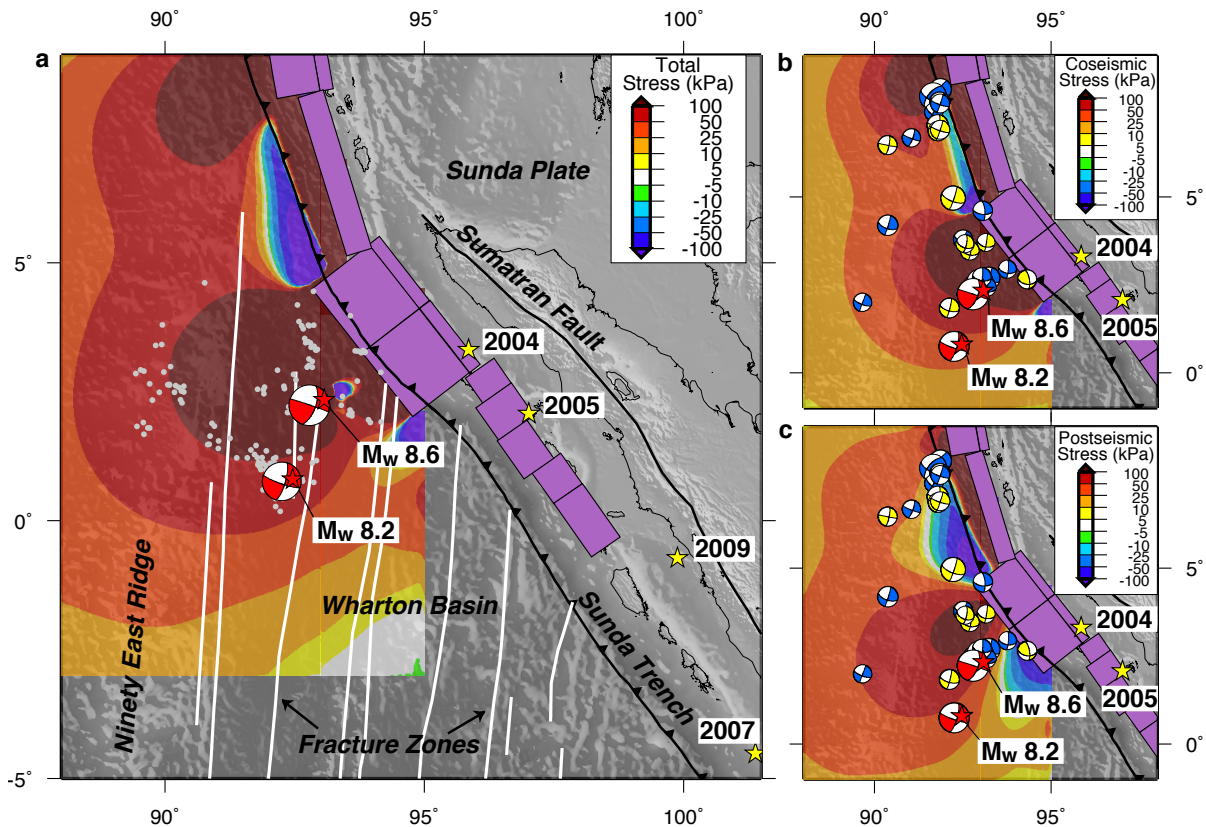 90˚ 95˚ 100˚
a
Total
Stress (kPa)
100
50
25
10
5
-5
-10
-25
-50
-100
Sunda Plate
Sumatran Fault
5˚
2004
2005
Mw 8.6
Mw 8.2
0˚
2009
Wharton Basin
Ninety East Ridge
Sunda Trench
Fracture Zones
2007
-5˚
90˚ 95˚ 100˚
90˚ 95˚
b
Coseismic
Stress (kPa)
100
50
25
10
5
-5
-10
-25
-50
-100
5˚
2004
2005
Mw 8.6
Mw 8.2
0˚
c
Postseismic
Stress (kPa)
100
50
25
10
5
-5
-10
-25
-50
-100
5˚
2004
2005
Mw 8.6
Mw 8.2
0˚
90˚ 95˚